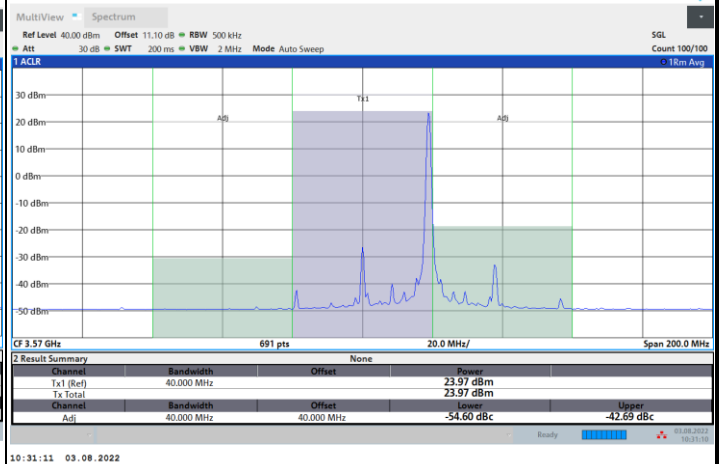 MultiView Spectrum
Ref Level 40.00 dBm Offset 11.10 dB RBW 500 kHz SGL
Att 30 dB SWT 200 ms VBW 2 MHz Mode Auto Sweep Count 100/100
1 ACLR 1Rm Avg
30 dBm
Tx1
20 dBm
Adj Adj
10 dBm
0 dBm
-10 dBm
-20 dBm
-30 dBm
-40 dBm
-50 dBm
CF 3.57 GHz 691 pts 20.0 MHz/ Span 200.0 MHz
2 Result Summary None
Channel Bandwidth Offset Power
Tx1 (Ref) 40.000 MHz 23.97 dBm
Tx Total 23.97 dBm
Channel Bandwidth Offset Lower Upper
Adj 40.000 MHz 40.000 MHz -54.60 dBc -42.69 dBc
Ready 03.08.2022
10:31:10
10:31:11 03.08.2022